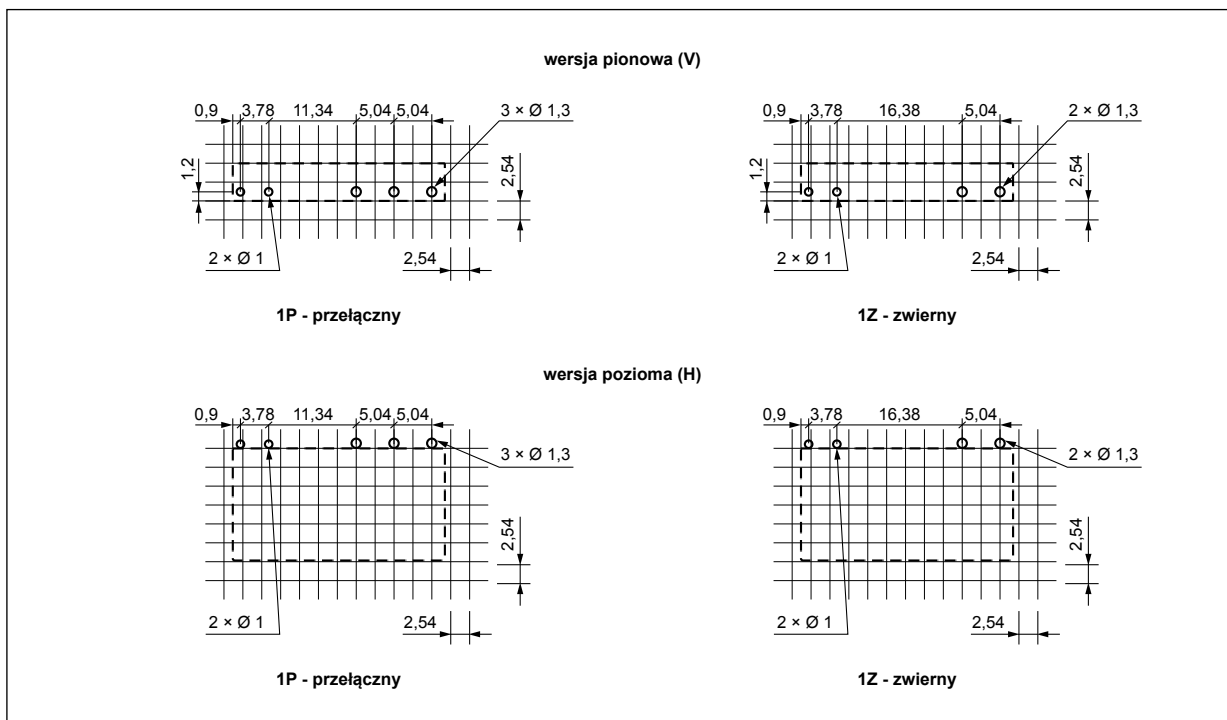 wersja pionowa (V)
0,9 3,78 11,34 5,04 5,04 3 × Ø 1,3
1,2
2,54
2 × Ø 1 2,54
1P - przełączny
0,9 3,78 16,38 5,04 2 × Ø 1,3
1,2
2,54
2 × Ø 1 2,54
1Z - zwierny
wersja pozioma (H)
0,9 3,78 11,34 5,04 5,04
3 × Ø 1,3
2,54
2 × Ø 1 2,54
1P - przełączny
0,9 3,78 16,38 5,04
2 × Ø 1,3
2,54
2 × Ø 1 2,54
1Z - zwierny